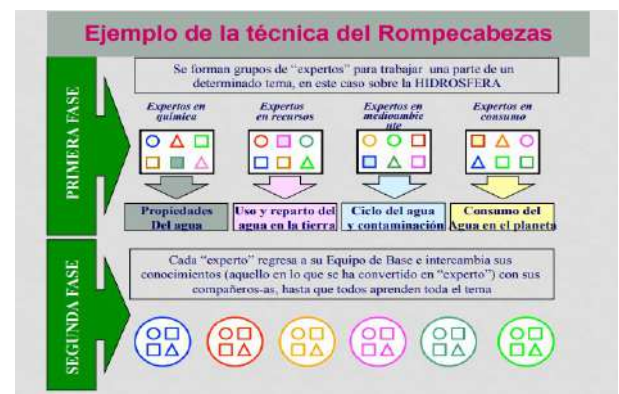 Ejemplo de la técnica del Rompecabezas
PRIMERA FASE
Se forman grupos de “expertos” para trabajar una parte de un
determinado tema, en este caso sobre la HIDROSFERA
Expertos en
química
Expertos
en recursos
Expertos en
medioambie
nte
Expertos en
consumo
Propiedades
Del agua
Uso y reparto del
agua en la tierra
Ciclo del agua
y contaminación
Consumo del
Agua en el planeta
SEGUNDA FASE
Cada “experto” regresa a su Equipo de Base e intercambia sus
conocimientos (aquello en lo que se ha convertido en “experto”) con sus
compañeros-as, hasta que todos aprenden toda el tema